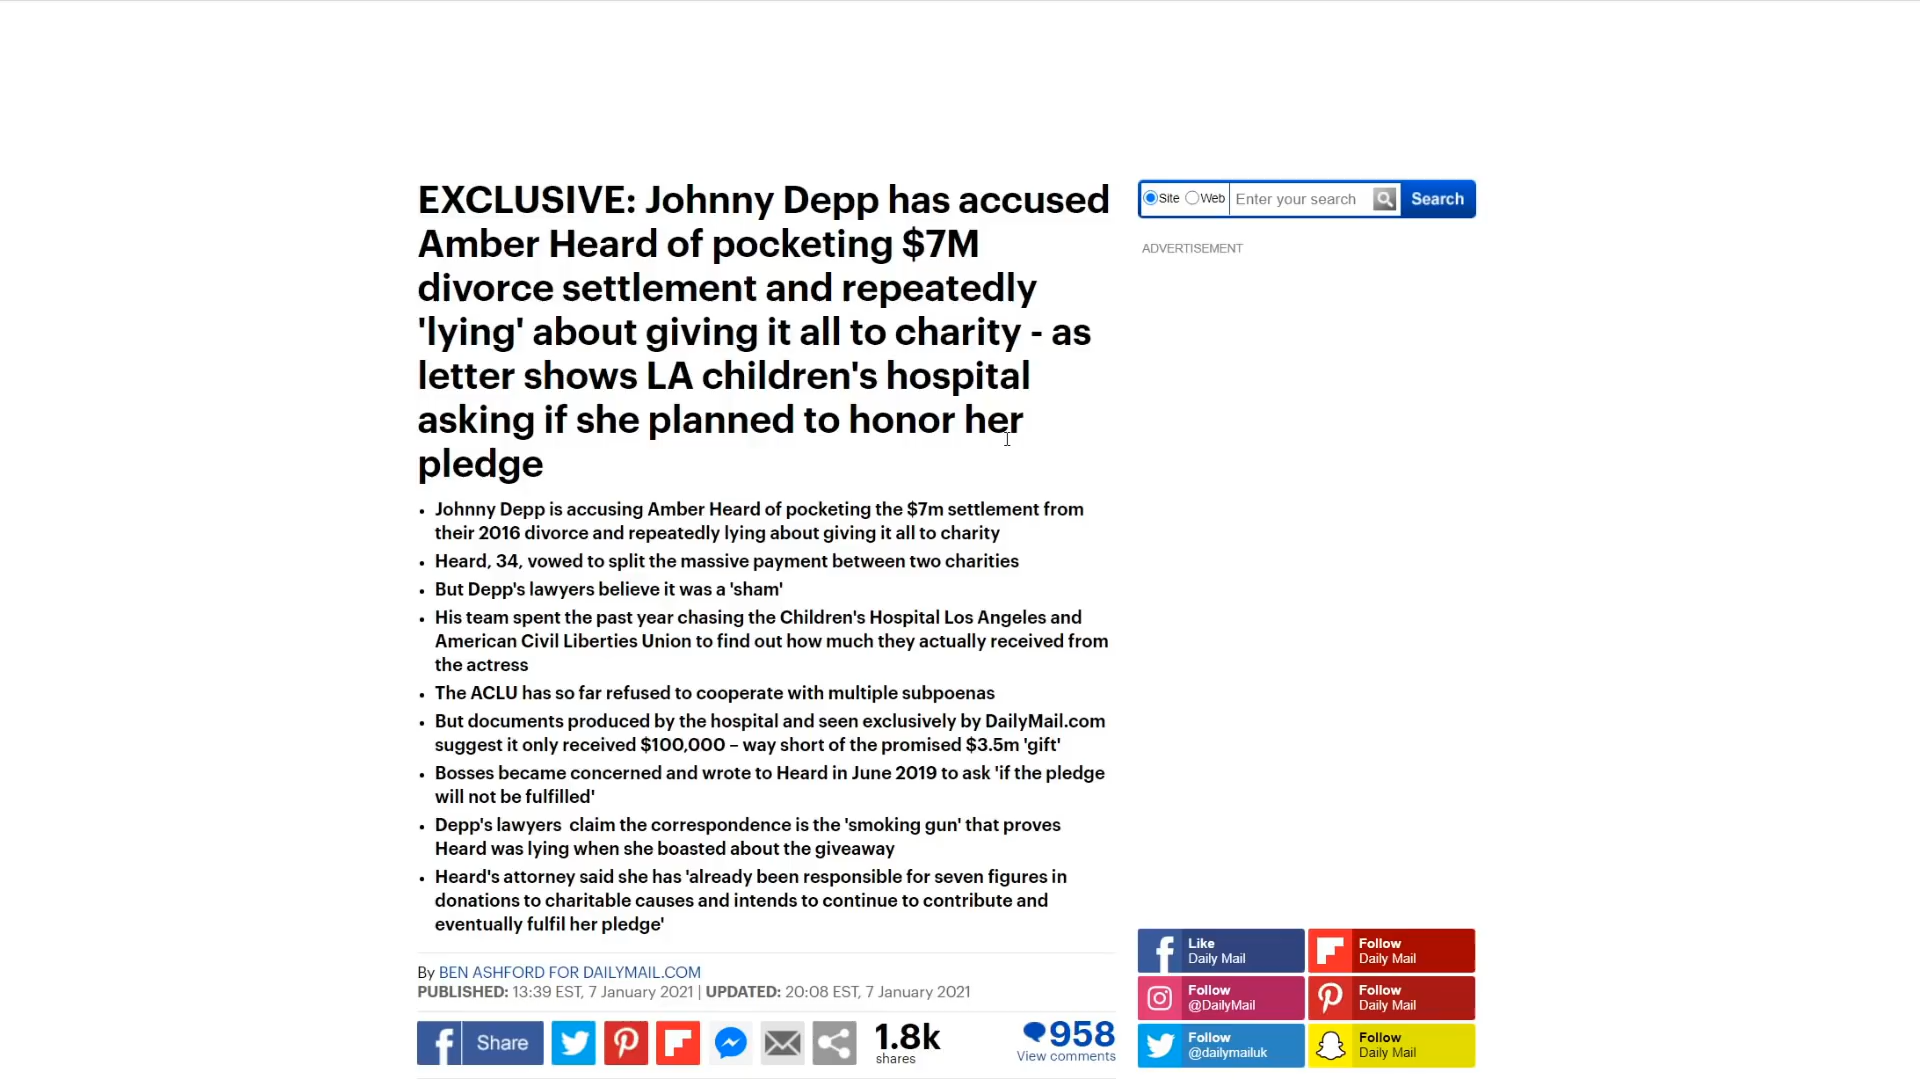 EXCLUSIVE: Johnny Depp has accused
Amber Heard of pocketing $7M
divorce settlement and repeatedly
'lying' about giving it all to charity - as
letter shows LA children's hospital
asking if she planned to honor her
pledge
• Johnny Depp is accusing Amber Heard of pocketing the $7m settlement from
their 2016 divorce and repeatedly lying about giving it all to charity
• Heard, 34, vowed to split the massive payment between two charities
• But Depp's lawyers believe it was a 'sham'
• His team spent the past year chasing the Children's Hospital Los Angeles and
American Civil Liberties Union to find out how much they actually received from
the actress
• The ACLU has so far refused to cooperate with multiple subpoenas
• But documents produced by the hospital and seen exclusively by DailyMail.com
suggest it only received $100,000 – way short of the promised $3.5m 'gift'
• Bosses became concerned and wrote to Heard in June 2019 to ask 'if the pledge
will not be fulfilled'
• Depp's lawyers claim the correspondence is the 'smoking gun' that proves
Heard was lying when she boasted about the giveaway
• Heard's attorney said she has 'already been responsible for seven figures in
donations to charitable causes and intends to continue to contribute and
eventually fulfil her pledge'
By BEN ASHFORD FOR DAILYMAIL.COM
PUBLISHED: 13:39 EST, 7 January 2021 | UPDATED: 20:08 EST, 7 January 2021
Share
1.8k
shares
958
View comments
Site Web Enter your search Search
ADVERTISEMENT
Like
Daily Mail
Follow
Daily Mail
Follow
@DailyMail
Follow
Daily Mail
Follow
@dailymailuk
Follow
Daily Mail